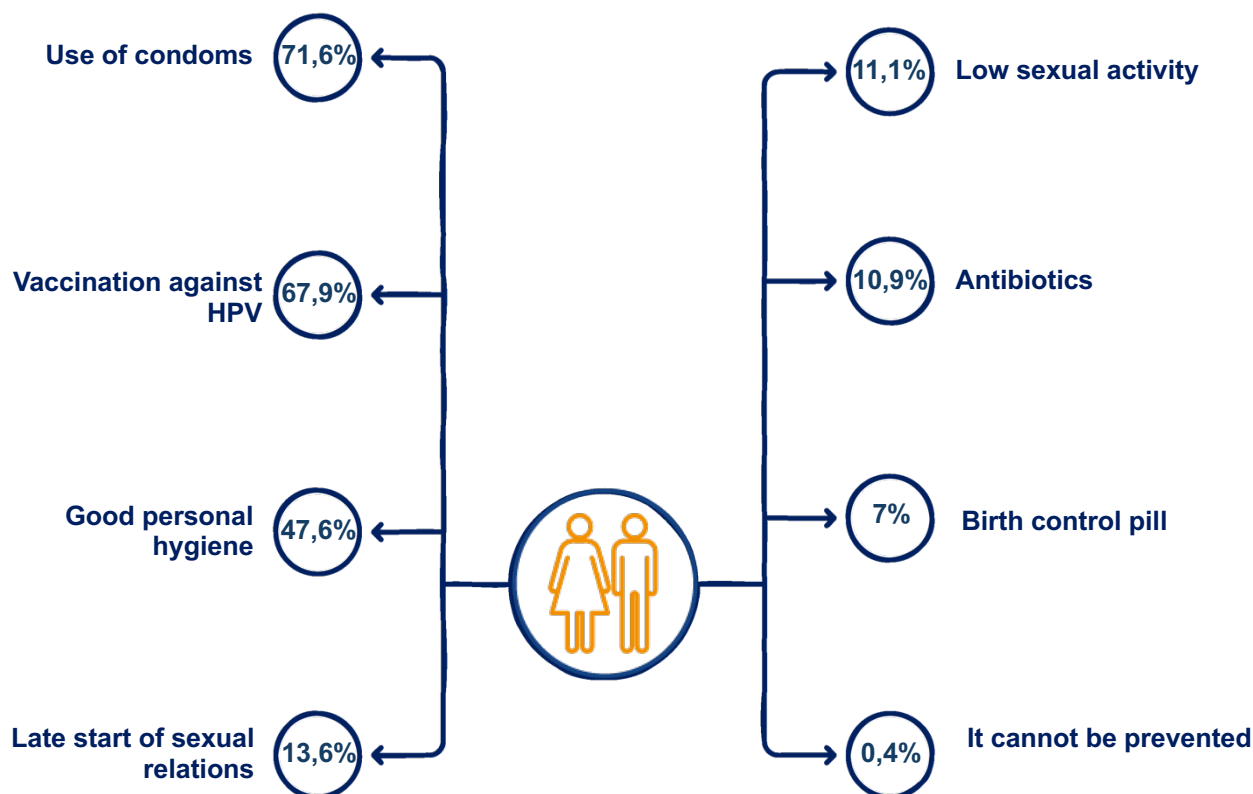 Use of condoms
71,6%
Vaccination against
HPV
67,9%
Good personal
hygiene
47,6%
Late start of sexual
relations
13,6%
11,1%
Low sexual activity
10,9%
Antibiotics
7%
Birth control pill
0,4%
It cannot be prevented